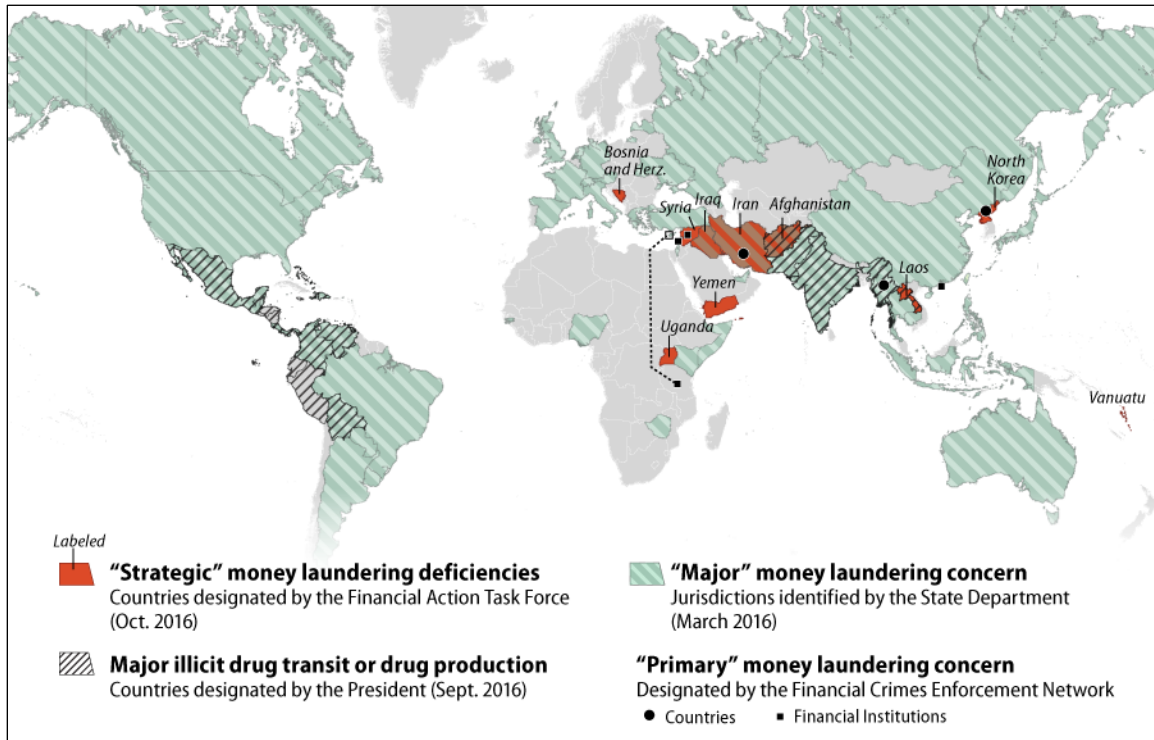 Bosnia
and Herz.
North
Korea
Syria
Iraq
Iran
Afghanistan
Laos
Yemen
Uganda
Vanuatu
Labeled
“Strategic” money laundering deficiencies
Countries designated by the Financial Action Task Force
(Oct. 2016)
“Major” money laundering concern
Jurisdictions identified by the State Department
(March 2016)
Major illicit drug transit or drug production
Countries designated by the President (Sept. 2016)
“Primary” money laundering concern
Designated by the Financial Crimes Enforcement Network
Countries
Financial Institutions